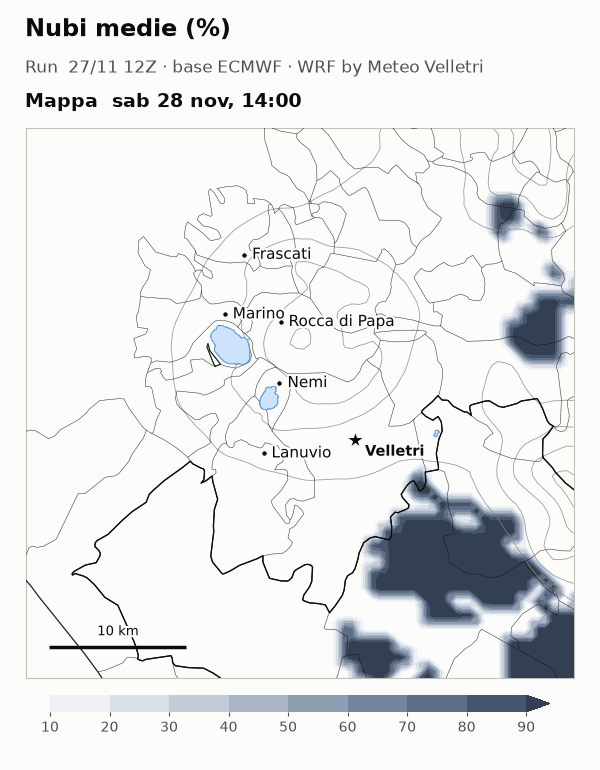 Nubi medie (%)
Run  27/11 12Z · base ECMWF · WRF by Meteo Velletri
Mappa  sab 28 nov, 14:00
Frascati
Marino
Rocca di Papa
Nemi
Velletri
Lanuvio
10 km
10 20 30 40 50 60 70 80 90